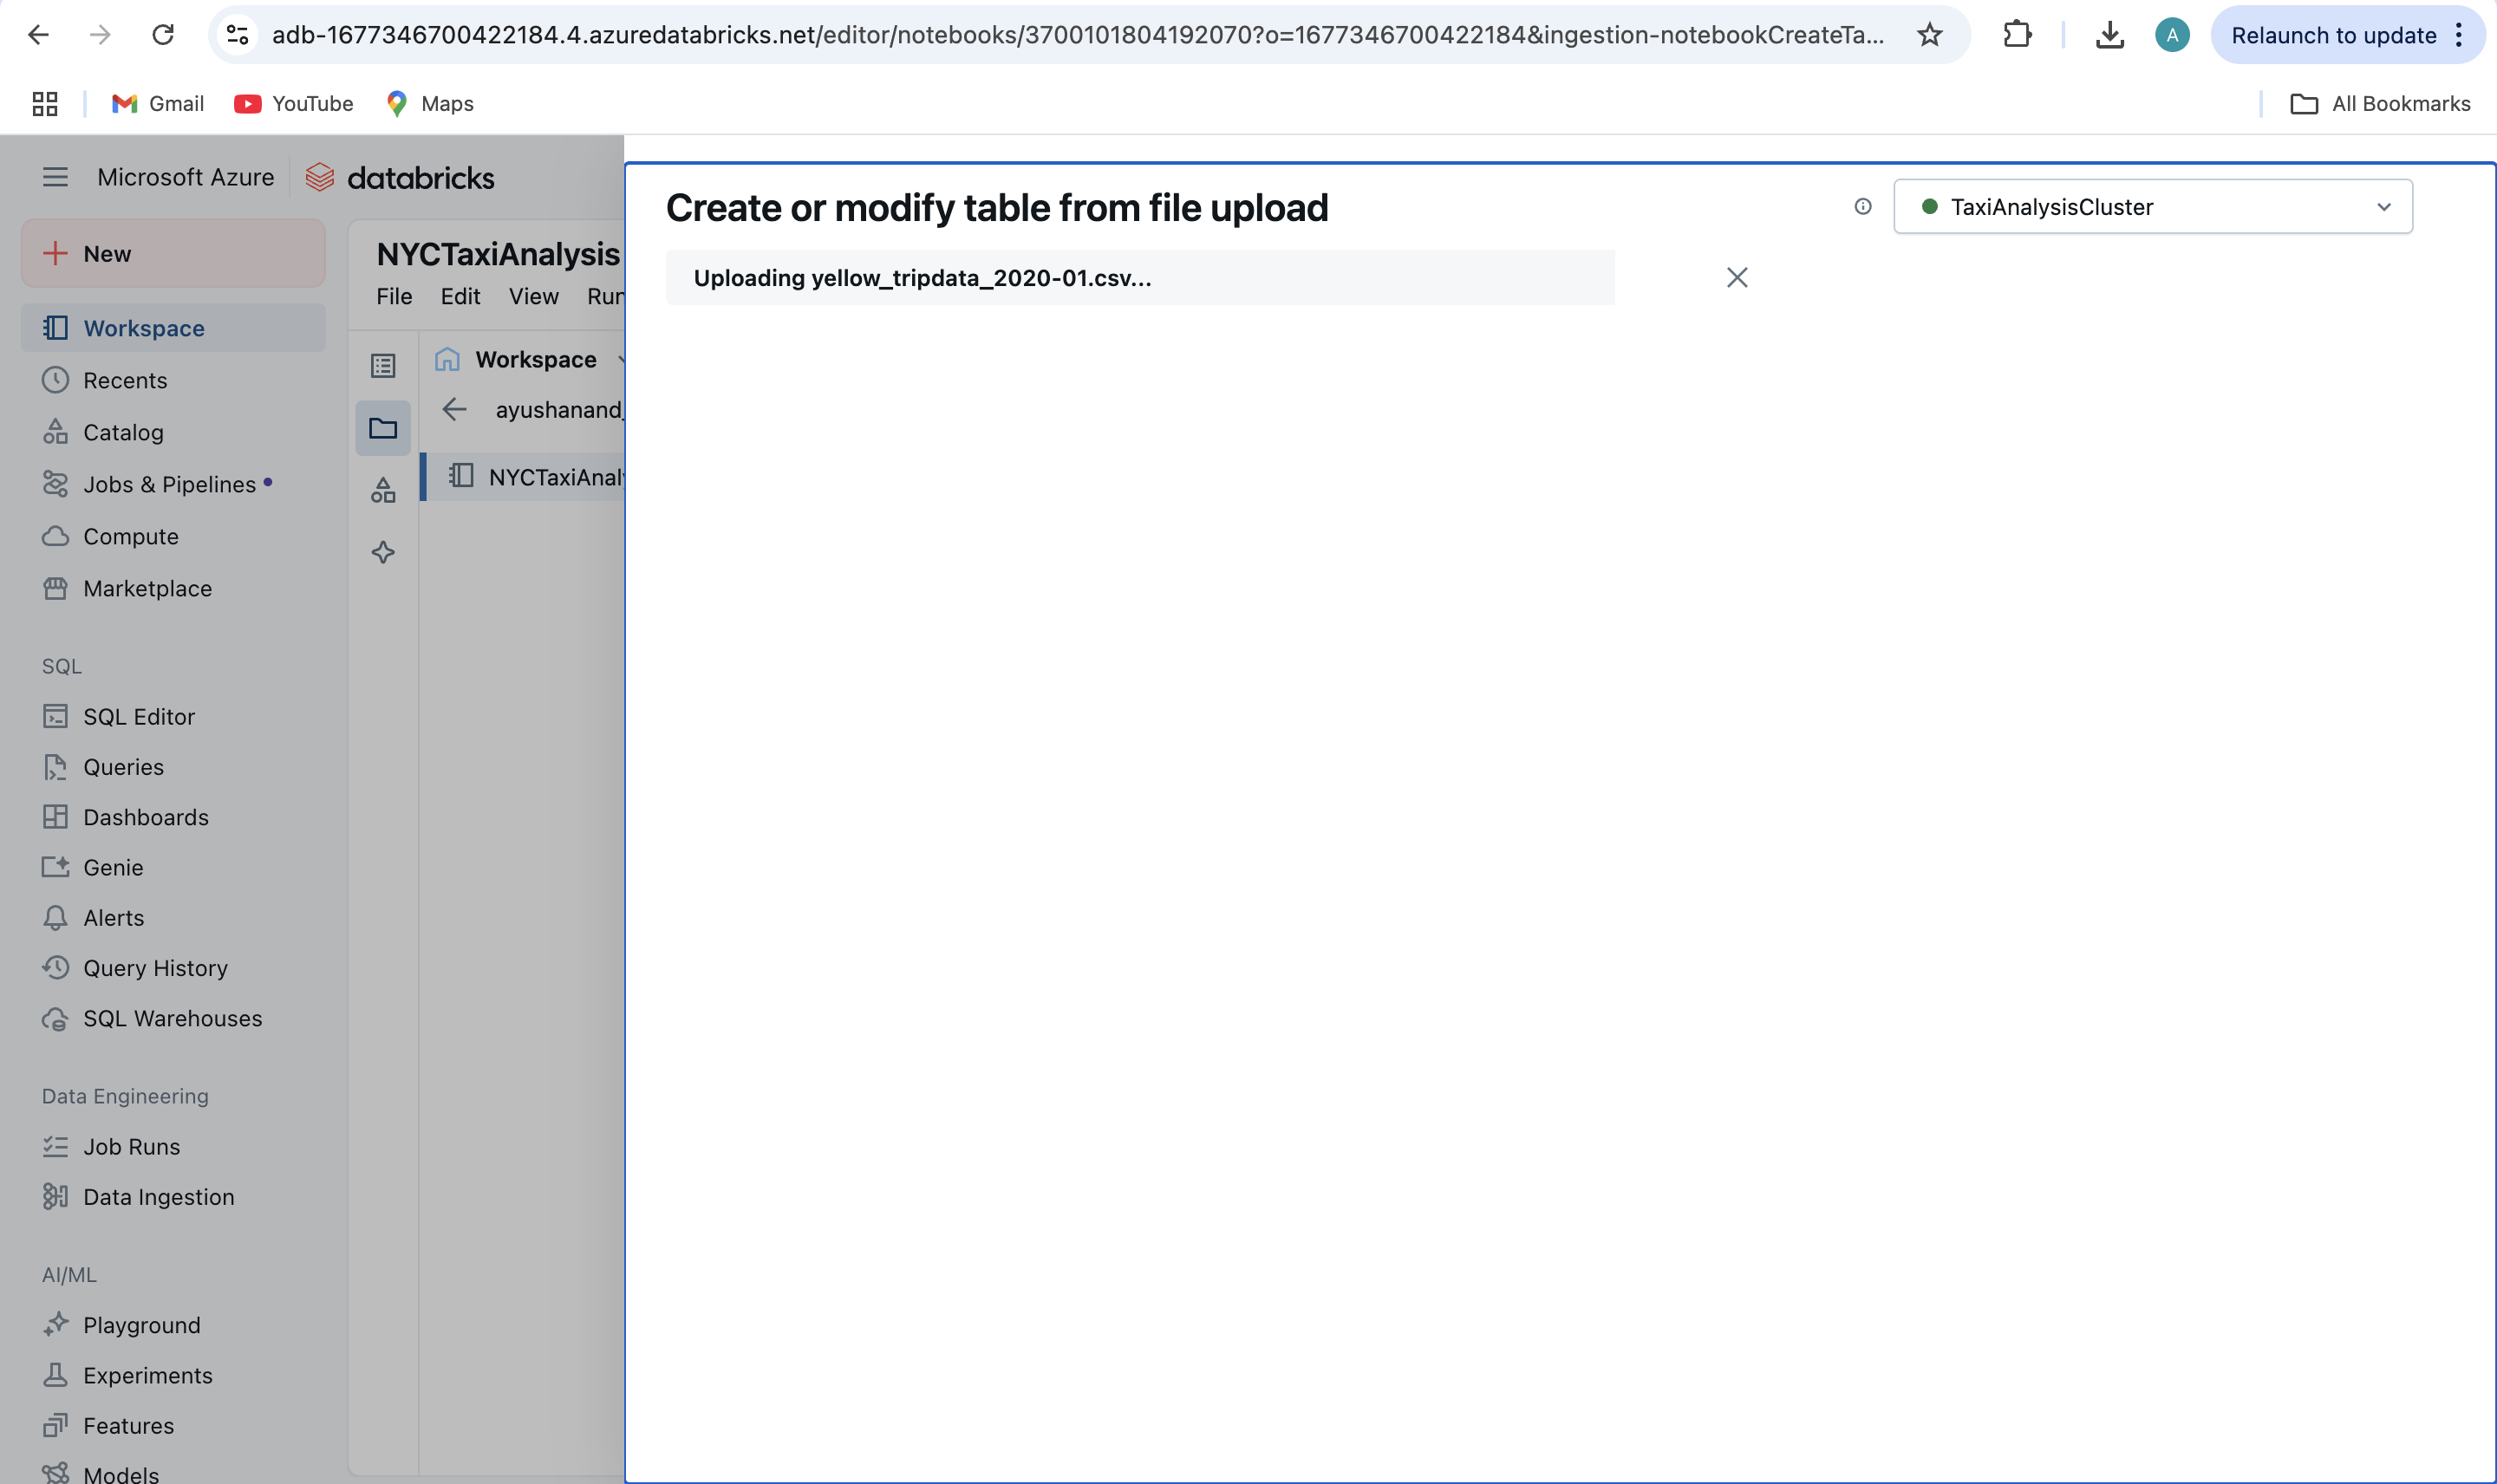 adb-1677346700422184.4.azuredatabricks.net/editor/notebooks/3700101804192070?o=1677346700422184&ingestion-notebookCreateTa...
A
Relaunch to update
Gmail
YouTube
Maps
All Bookmarks
Microsoft Azure
databricks
New
Workspace
Recents
Catalog
Jobs & Pipelines
Compute
Marketplace
SQL
SQL Editor
Queries
Dashboards
Genie
Alerts
Query History
SQL Warehouses
Data Engineering
Job Runs
Data Ingestion
AI/ML
Playground
Experiments
Features
Models
NYCTaxiAnalysis
File Edit View Run
Workspace
ayushanand_
NYCTaxiAnaly
Create or modify table from file upload
TaxiAnalysisCluster
Uploading yellow_tripdata_2020-01.csv...